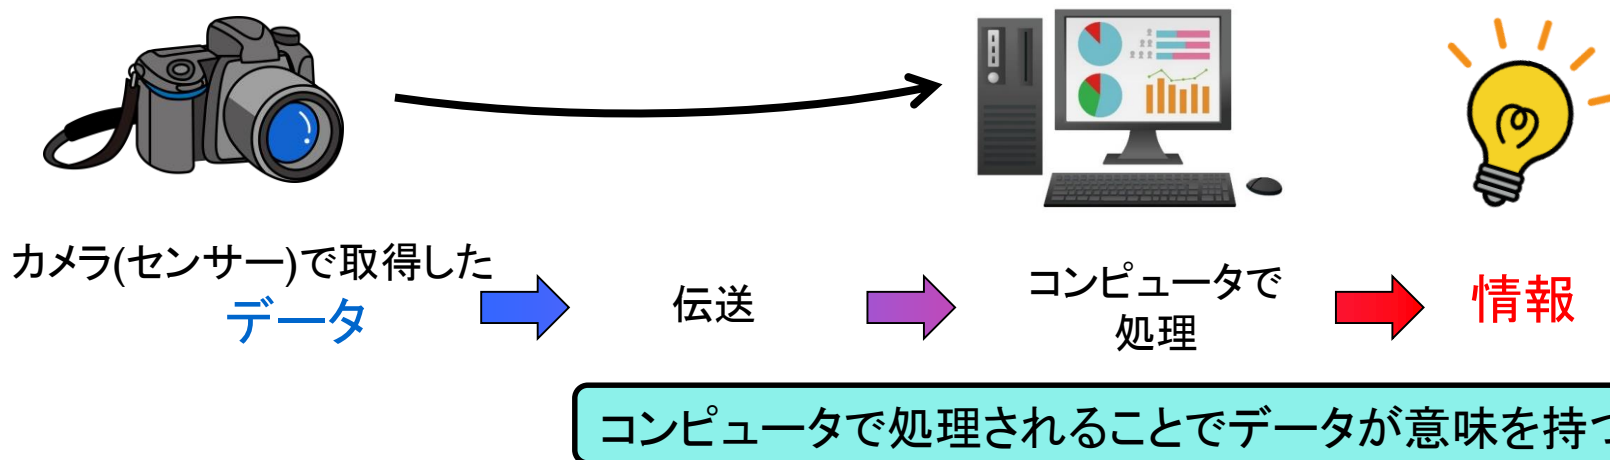 カメラ(センサー)で取得した
データ
伝送
コンピュータで
処理
情報
コンピュータで処理されることでデータが意味を持つ